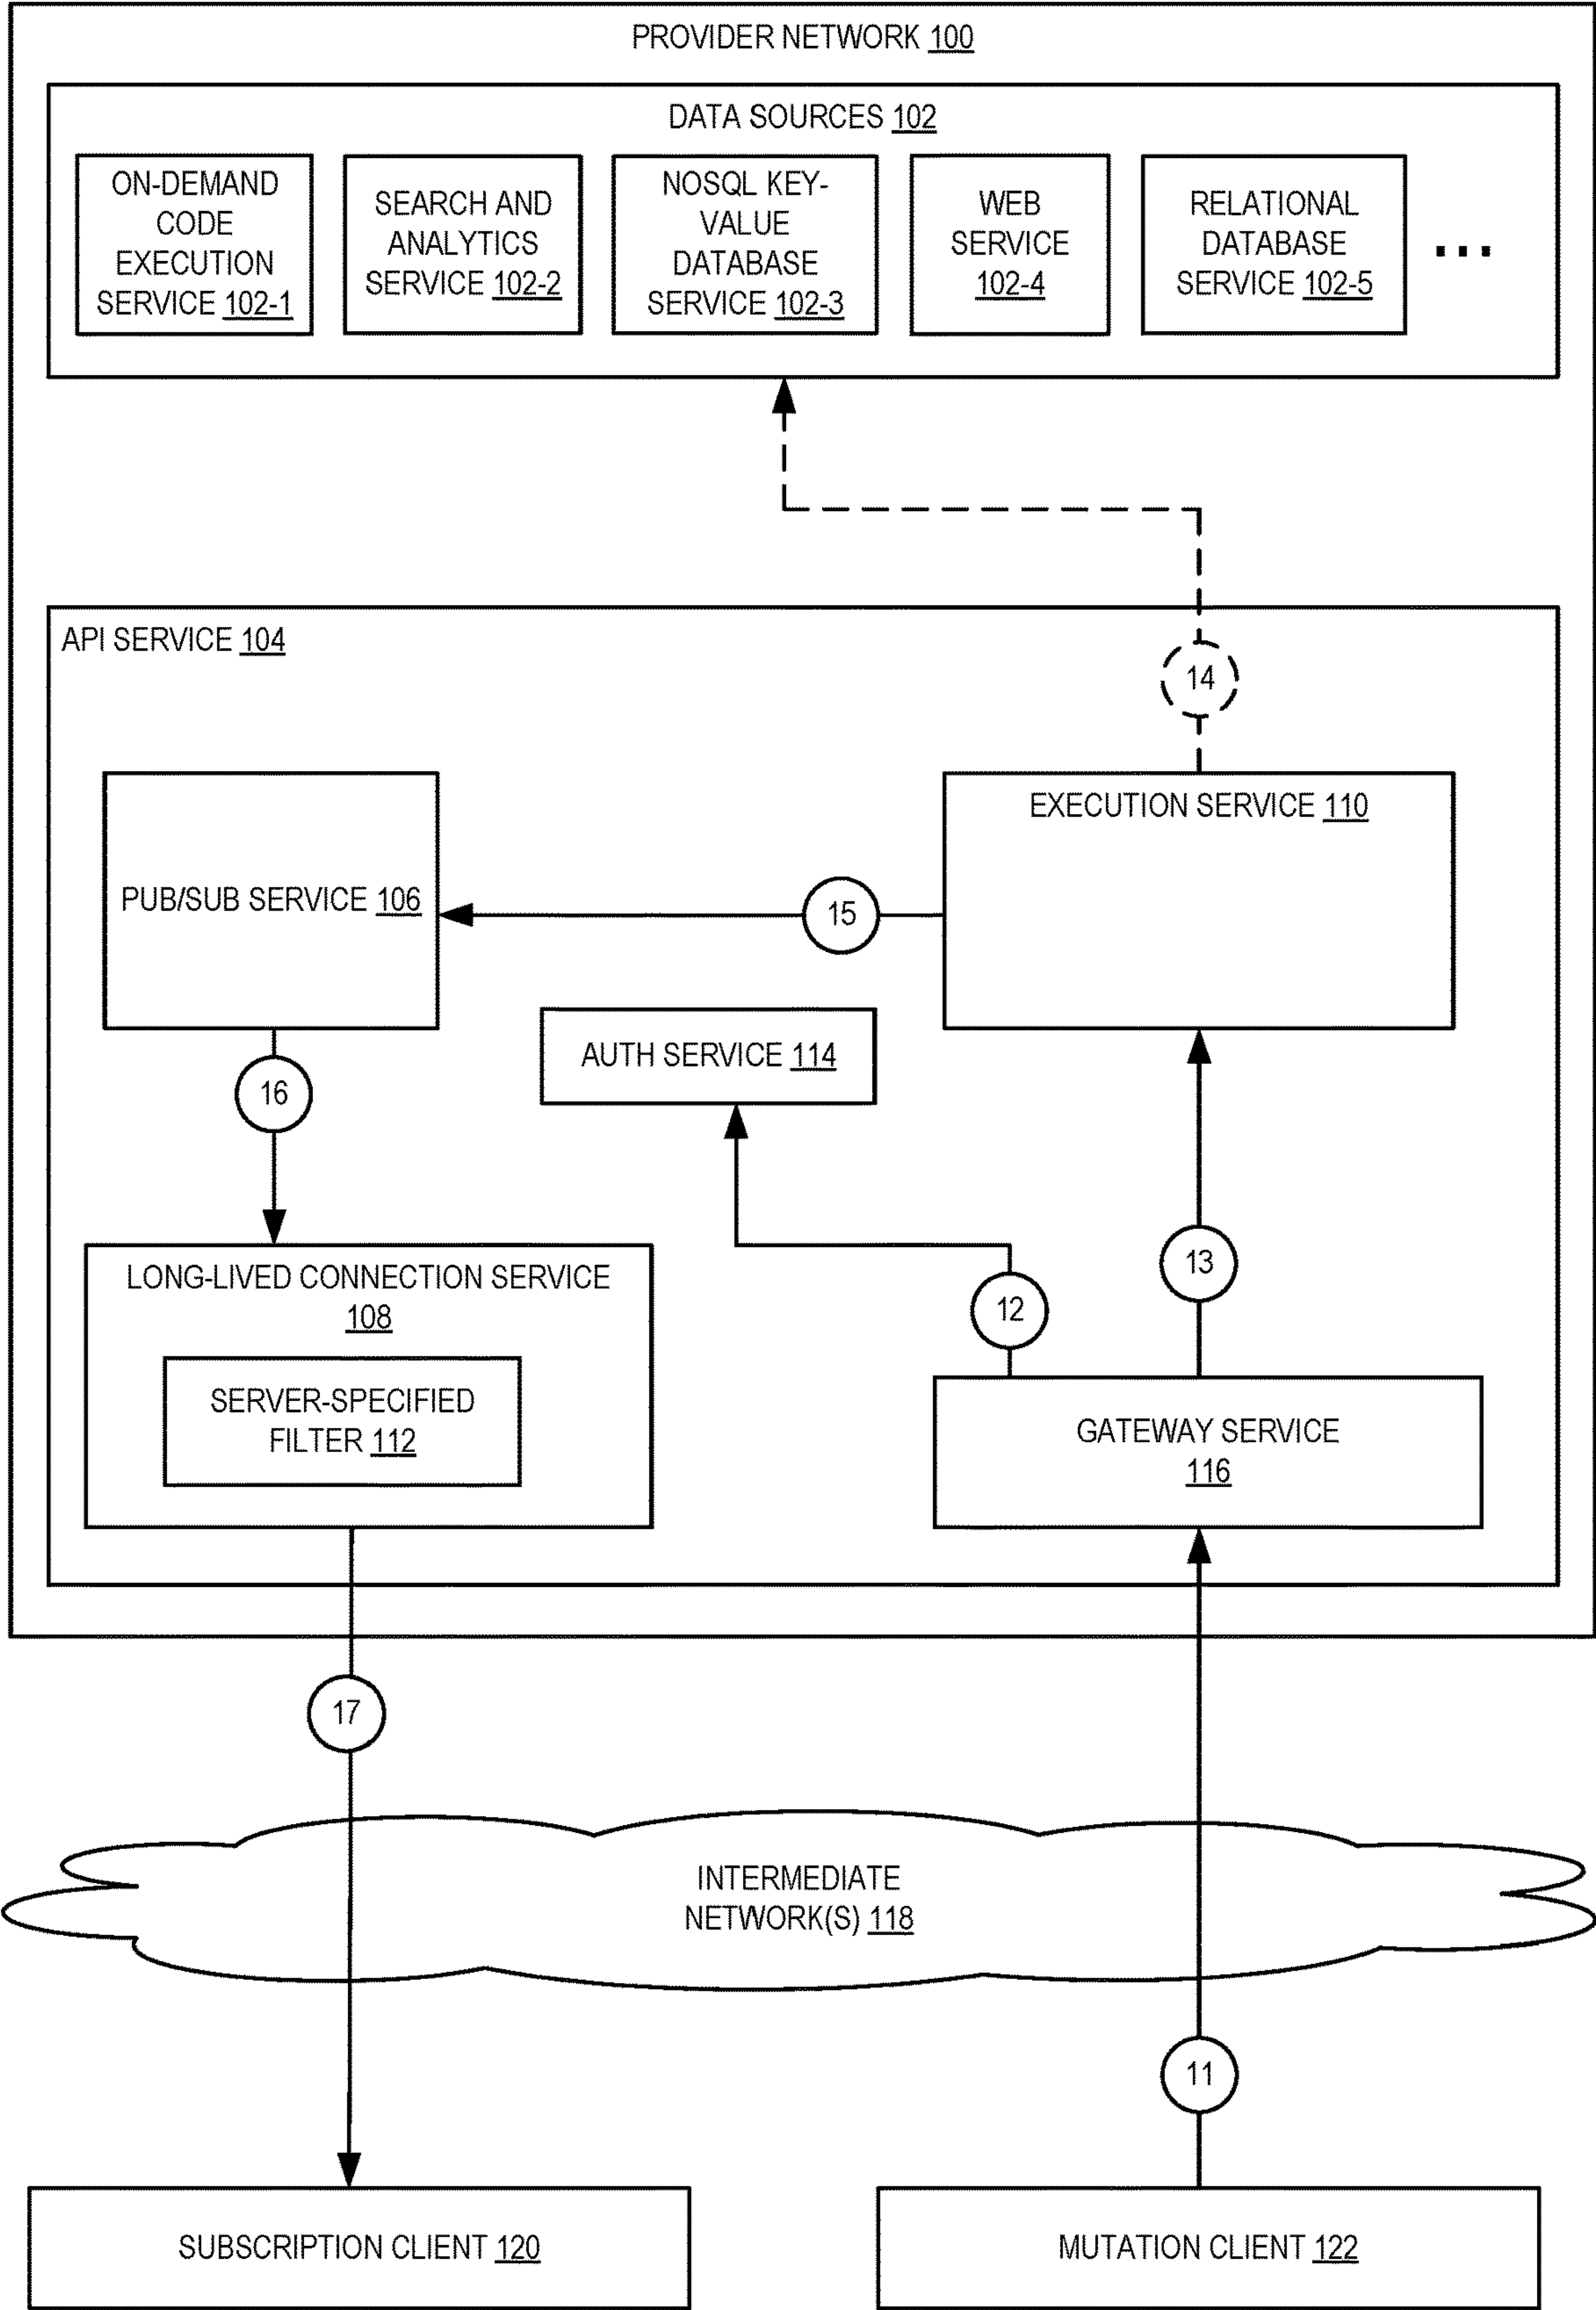 PROVIDER NETWORK 100
DATA SOURCES 102
ON-DEMAND
CODE
EXECUTION
SERVICE 102-1
SEARCH AND
ANALYTICS
SERVICE 102-2
NOSQL KEY-
VALUE
DATABASE
SERVICE 102-3
WEB
SERVICE
102-4
RELATIONAL
DATABASE
SERVICE 102-5
...
API SERVICE 104
14
EXECUTION SERVICE 110
PUB/SUB SERVICE 106
15
AUTH SERVICE 114
16
13
LONG-LIVED CONNECTION SERVICE
108
12
SERVER-SPECIFIED
FILTER 112
GATEWAY SERVICE
116
17
INTERMEDIATE
NETWORK(S) 118
11
SUBSCRIPTION CLIENT 120
MUTATION CLIENT 122